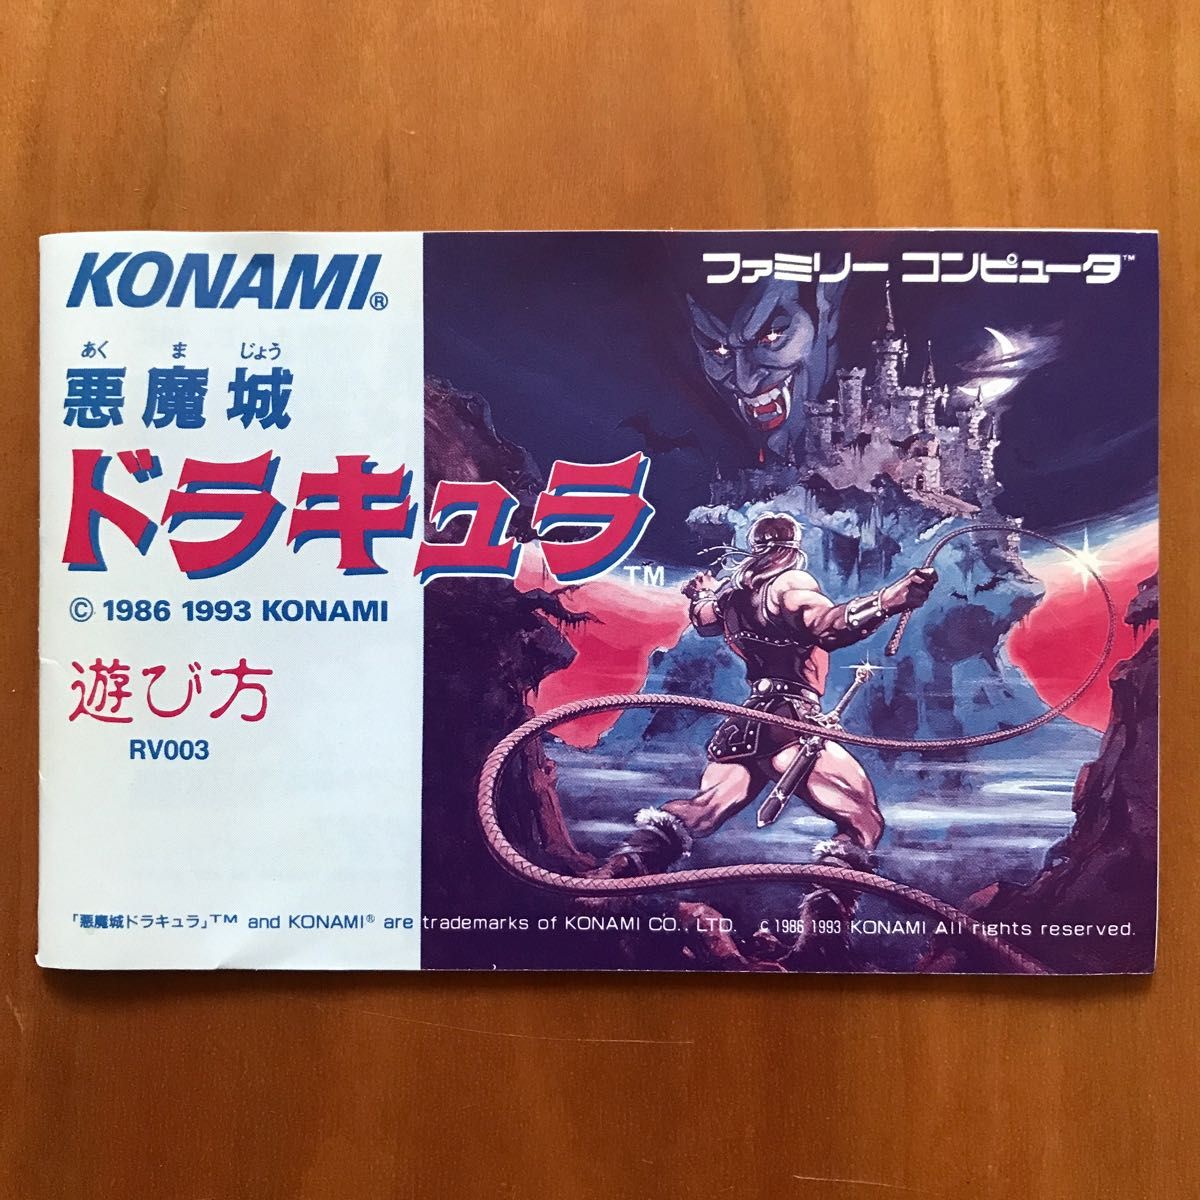 KONAMI®
ファミリー コンピュータ™
あく ま じょう
悪魔城
ドラキュラ™
© 1986 1993 KONAMI
遊び方
RV003
「悪魔城ドラキュラ」™ and KONAMI® are trademarks of KONAMI CO., LTD. © 1986 1993 KONAMI All rights reserved.